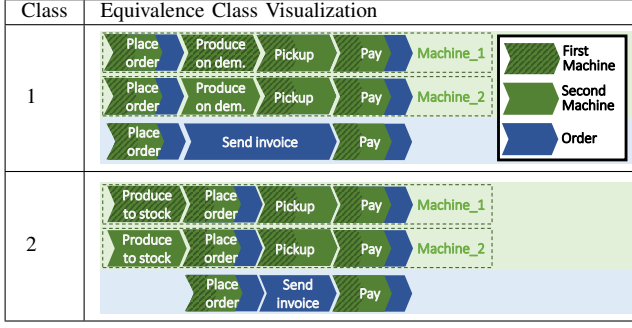 Class Equivalence Class Visualization
1
Place order Produce on dem. Pickup Pay Machine_1
Place order Produce on dem. Pickup Pay Machine_2
Place order Send invoice Pay
First Machine
Second Machine
Order
2
Produce to stock Place order Pickup Pay Machine_1
Produce to stock Place order Pickup Pay Machine_2
Place order Send invoice Pay